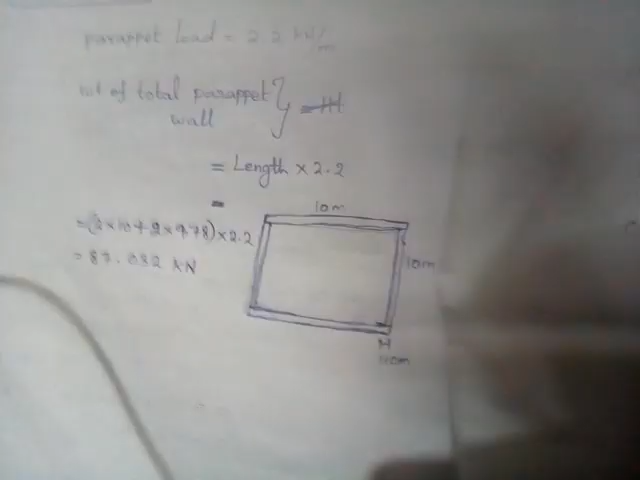 parappet load = 2.2 kN/m
wt of total parappet
wall
= Length × 2.2
=
10m
=(2×10+2×9.78)×2.2
= 87.032 kN
10m